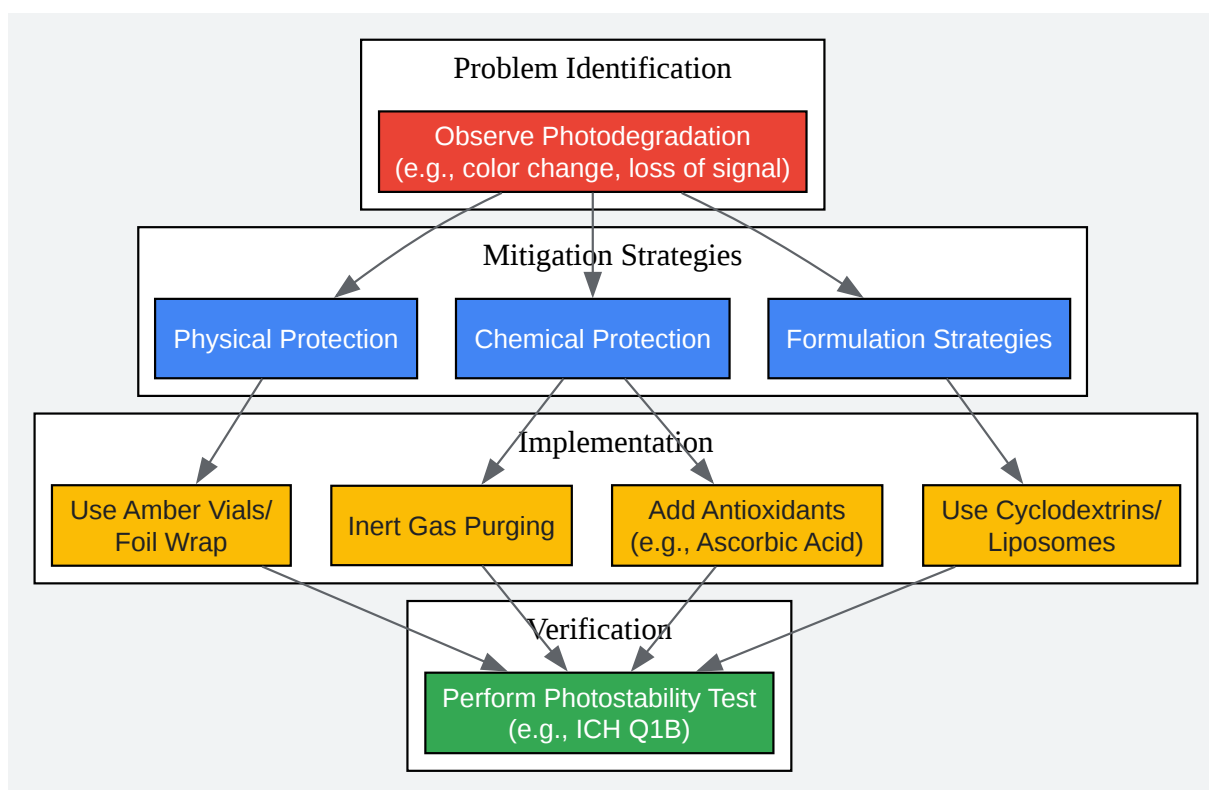 Problem Identification
Observe Photodegradation
(e.g., color change, loss of signal)
Mitigation Strategies
Physical Protection
Chemical Protection
Formulation Strategies
Implementation
Use Amber Vials/
Foil Wrap
Inert Gas Purging
Add Antioxidants
(e.g., Ascorbic Acid)
Use Cyclodextrins/
Liposomes
Verification
Perform Photostability Test
(e.g., ICH Q1B)